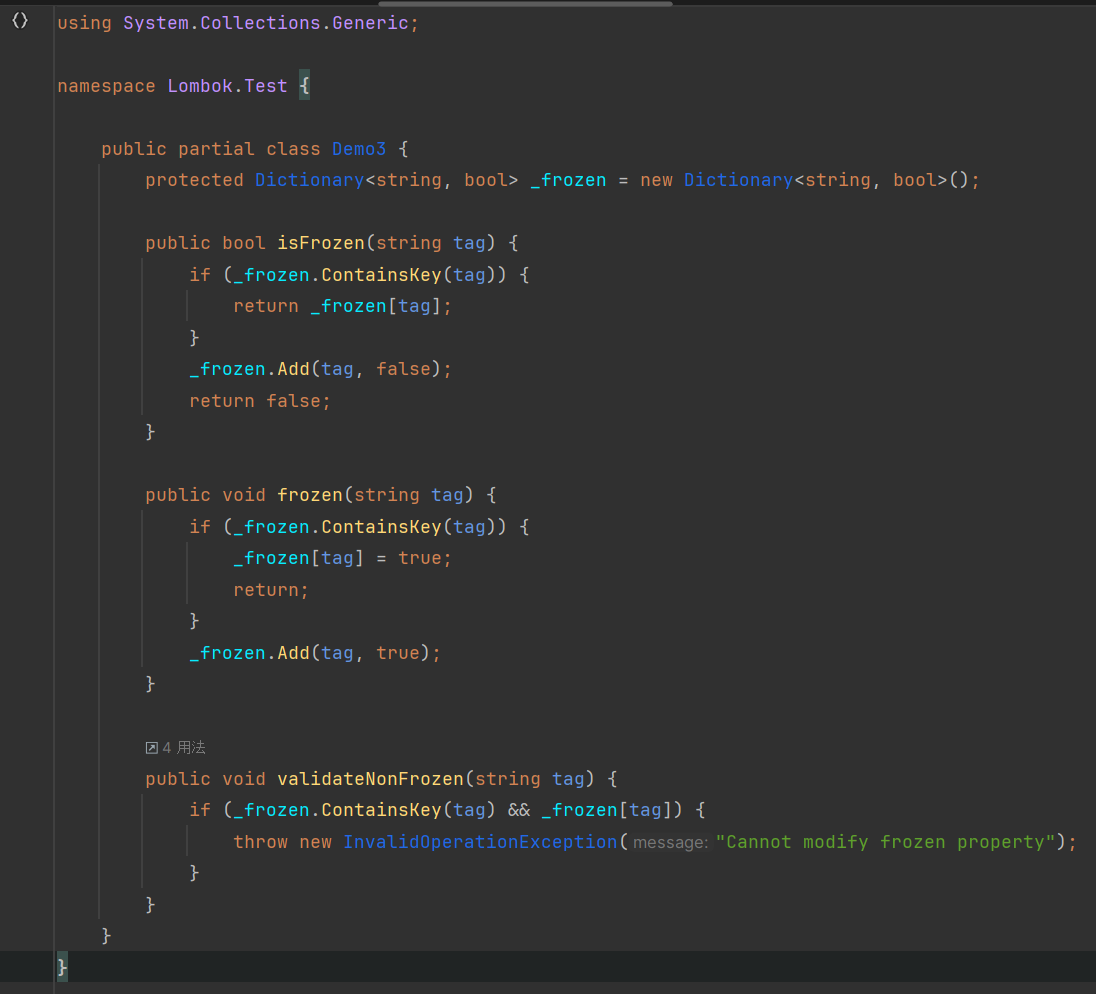 using System.Collections.Generic;
namespace Lombok.Test {
public partial class Demo3 {
protected Dictionary<string, bool> _frozen = new Dictionary<string, bool>();
public bool isFrozen(string tag) {
if (_frozen.ContainsKey(tag)) {
return _frozen[tag];
}
_frozen.Add(tag, false);
return false;
}
public void frozen(string tag) {
if (_frozen.ContainsKey(tag)) {
_frozen[tag] = true;
return;
}
_frozen.Add(tag, true);
}
4 用法
public void validateNonFrozen(string tag) {
if (_frozen.ContainsKey(tag) && _frozen[tag]) {
throw new InvalidOperationException(message: "Cannot modify frozen property");
}
}
}
}